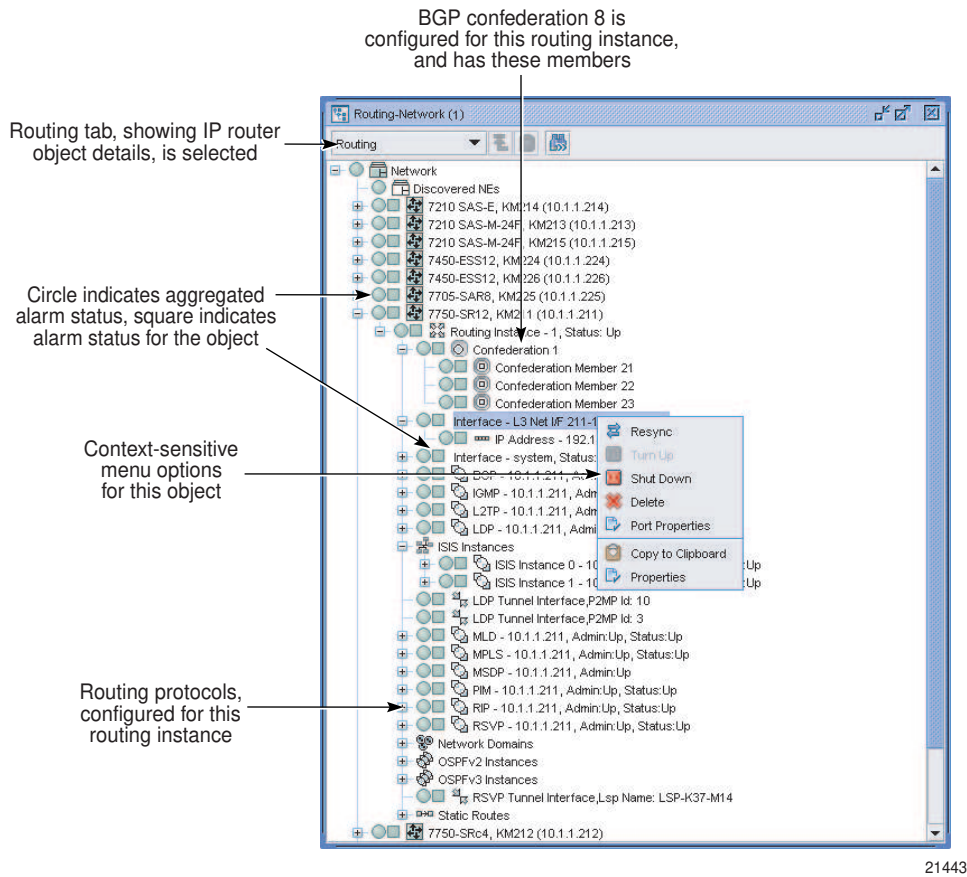 BGP confederation 8 is
configured for this routing instance,
and has these members
Routing tab, showing IP router
object details, is selected
Circle indicates aggregated
alarm status, square indicates
alarm status for the object
Context-sensitive
menu options
for this object
Routing protocols,
configured for this
routing instance
Routing-Network (1)
Routing
Network
Discovered NEs
7210 SAS-E, KM214 (10.1.1.214)
7210 SAS-M-24F, KM213 (10.1.1.213)
7210 SAS-M-24F, KM215 (10.1.1.215)
7450-ESS12, KM224 (10.1.1.224)
7450-ESS12, KM226 (10.1.1.226)
7705-SAR8, KM225 (10.1.1.225)
7750-SR12, KM211 (10.1.1.211)
Routing Instance - 1, Status: Up
Confederation 1
Confederation Member 21
Confederation Member 22
Confederation Member 23
Interface - L3 Net I/F 211-1
IP Address - 192.1
Interface - system, Status:
BGP - 10.1.1.211, Ad
IGMP - 10.1.1.211, Adm
L2TP - 10.1.1.211, Adm
LDP - 10.1.1.211, Admi
ISIS Instances
ISIS Instance 0 - 10 Up
ISIS Instance 1 - 10 Up
LDP Tunnel Interface,P2MP Id: 10
LDP Tunnel Interface,P2MP Id: 3
MLD - 10.1.1.211, Admin:Up, Status:Up
MPLS - 10.1.1.211, Admin:Up, Status:Up
MSDP - 10.1.1.211, Admin:Up, Status:Up
PIM - 10.1.1.211, Admin:Up, Status:Up
RIP - 10.1.1.211, Admin:Up, Status:Up
RSVP - 10.1.1.211, Admin:Up, Status:Up
Network Domains
OSPFv2 Instances
OSPFv3 Instances
RSVP Tunnel Interface,Lsp Name: LSP-K37-M14
Static Routes
7750-SRc4, KM212 (10.1.1.212)
Resync
Turn Up
Shut Down
Delete
Port Properties
Copy to Clipboard
Properties
21443